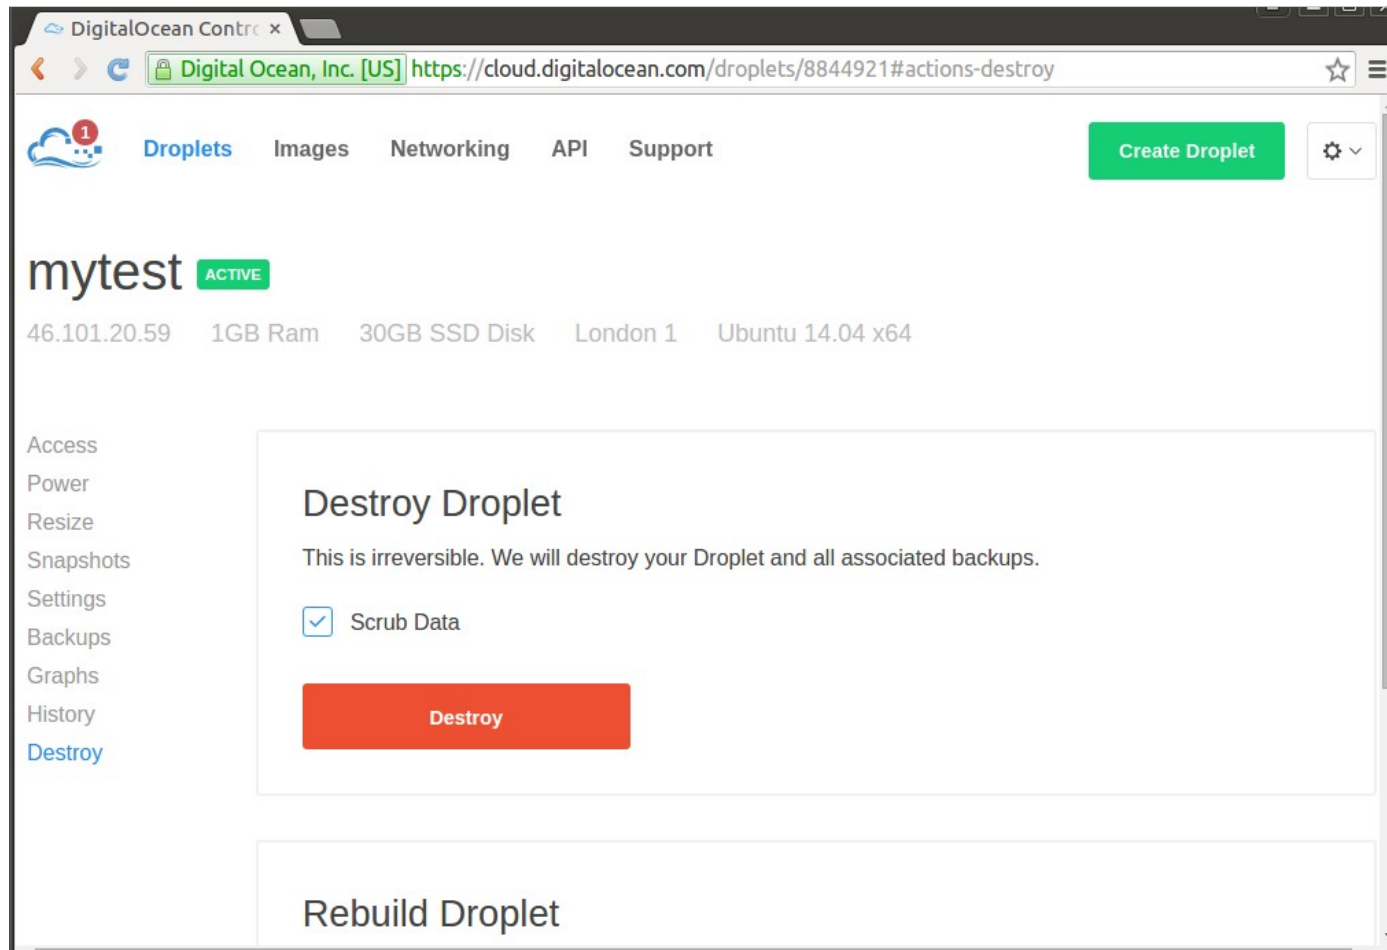 DigitalOcean Contro
Digital Ocean, Inc. [US] https://cloud.digitalocean.com/droplets/8844921#actions-destroy
1 Droplets Images Networking API Support Create Droplet
mytest ACTIVE
46.101.20.59 1GB Ram 30GB SSD Disk London 1 Ubuntu 14.04 x64
Access
Power
Resize
Snapshots
Settings
Backups
Graphs
History
Destroy
Destroy Droplet
This is irreversible. We will destroy your Droplet and all associated backups.
Scrub Data
Destroy
Rebuild Droplet